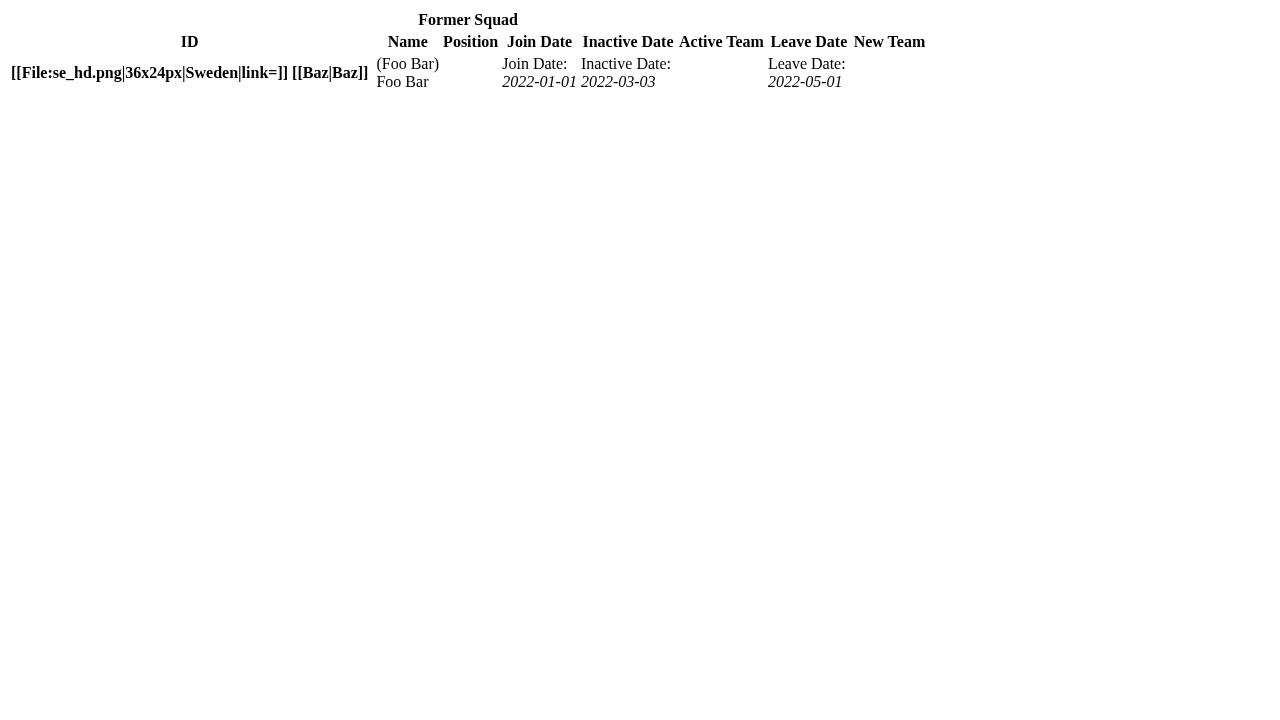 Former Squad
ID Name Position Join Date Inactive Date Active Team Leave Date New Team
[[File:se_hd.png|36x24px|Sweden|link=]] [[Baz|Baz]] (Foo Bar) Join Date: Inactive Date: Leave Date:
Foo Bar 2022-01-01 2022-03-03 2022-05-01